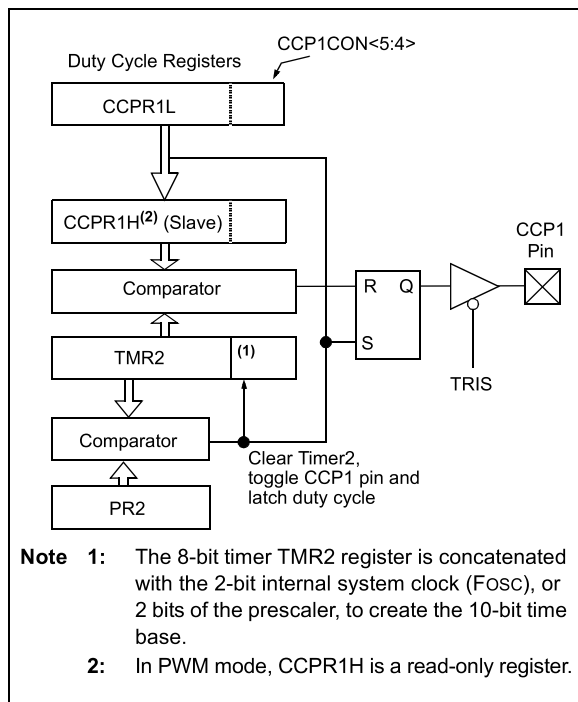 CCP1CON<5:4>
Duty Cycle Registers
CCPR1L
CCPR1H(2) (Slave)
CCP1
Pin
Comparator
R Q
TMR2 (1)
S
TRIS
Comparator
Clear Timer2,
toggle CCP1 pin and
latch duty cycle
PR2
Note 1: The 8-bit timer TMR2 register is concatenated
with the 2-bit internal system clock (FOSC), or
2 bits of the prescaler, to create the 10-bit time
base.
2: In PWM mode, CCPR1H is a read-only register.